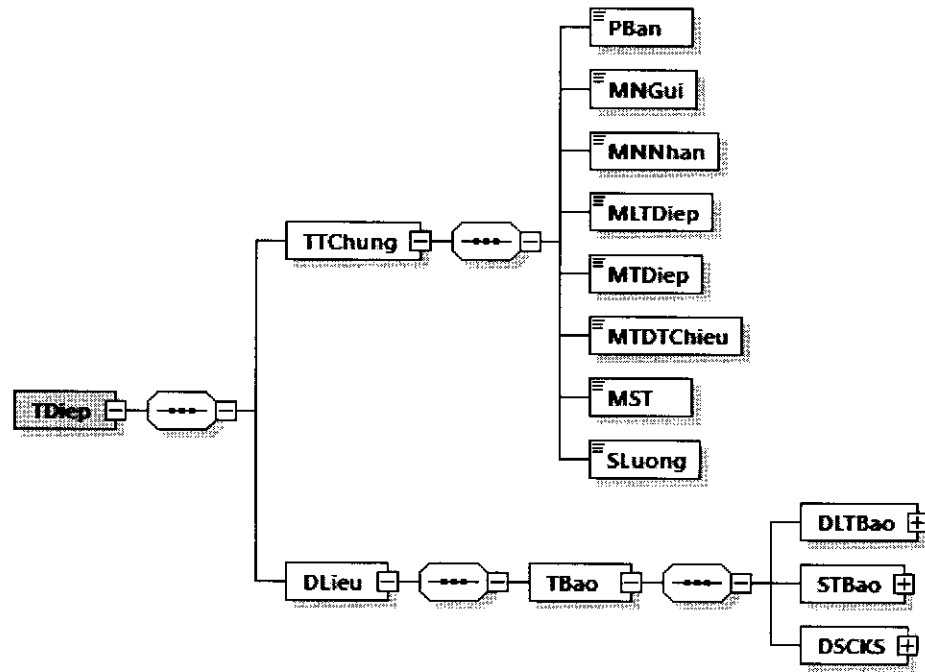 PBan
MNGui
MNNhan
MLTDiep
TTChung
MTDiep
MTDTChieu
TDiep
MST
SLuong
DLTBao
DLieu
TBao
STBao
DSCKS